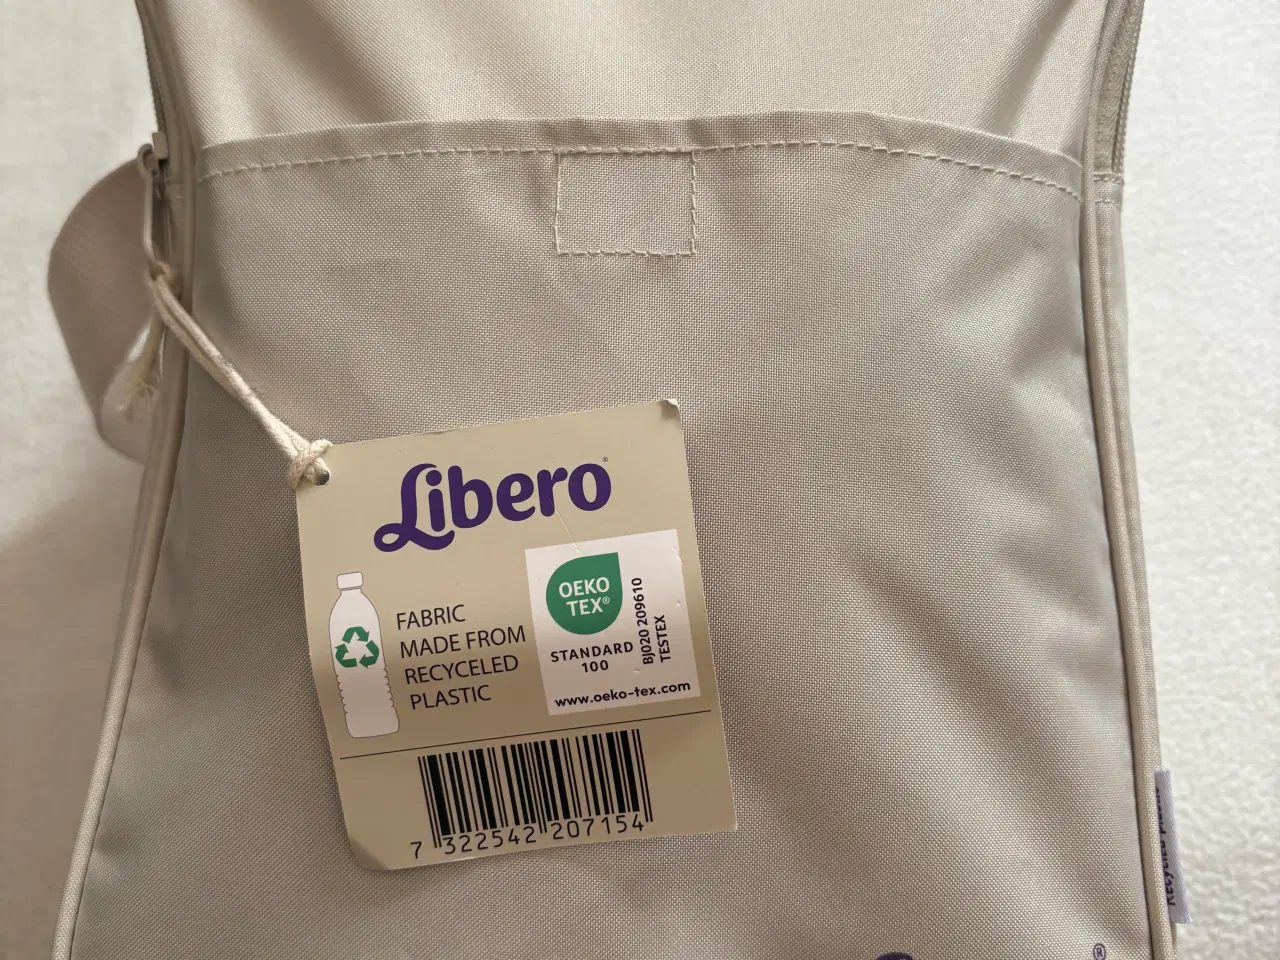 Libero®
FABRIC
MADE FROM
RECYCELED
PLASTIC
OEKO
TEX®
STANDARD
100
BJ020 209610
TESTEX
www.oeko-tex.com
7 322542 207154
®